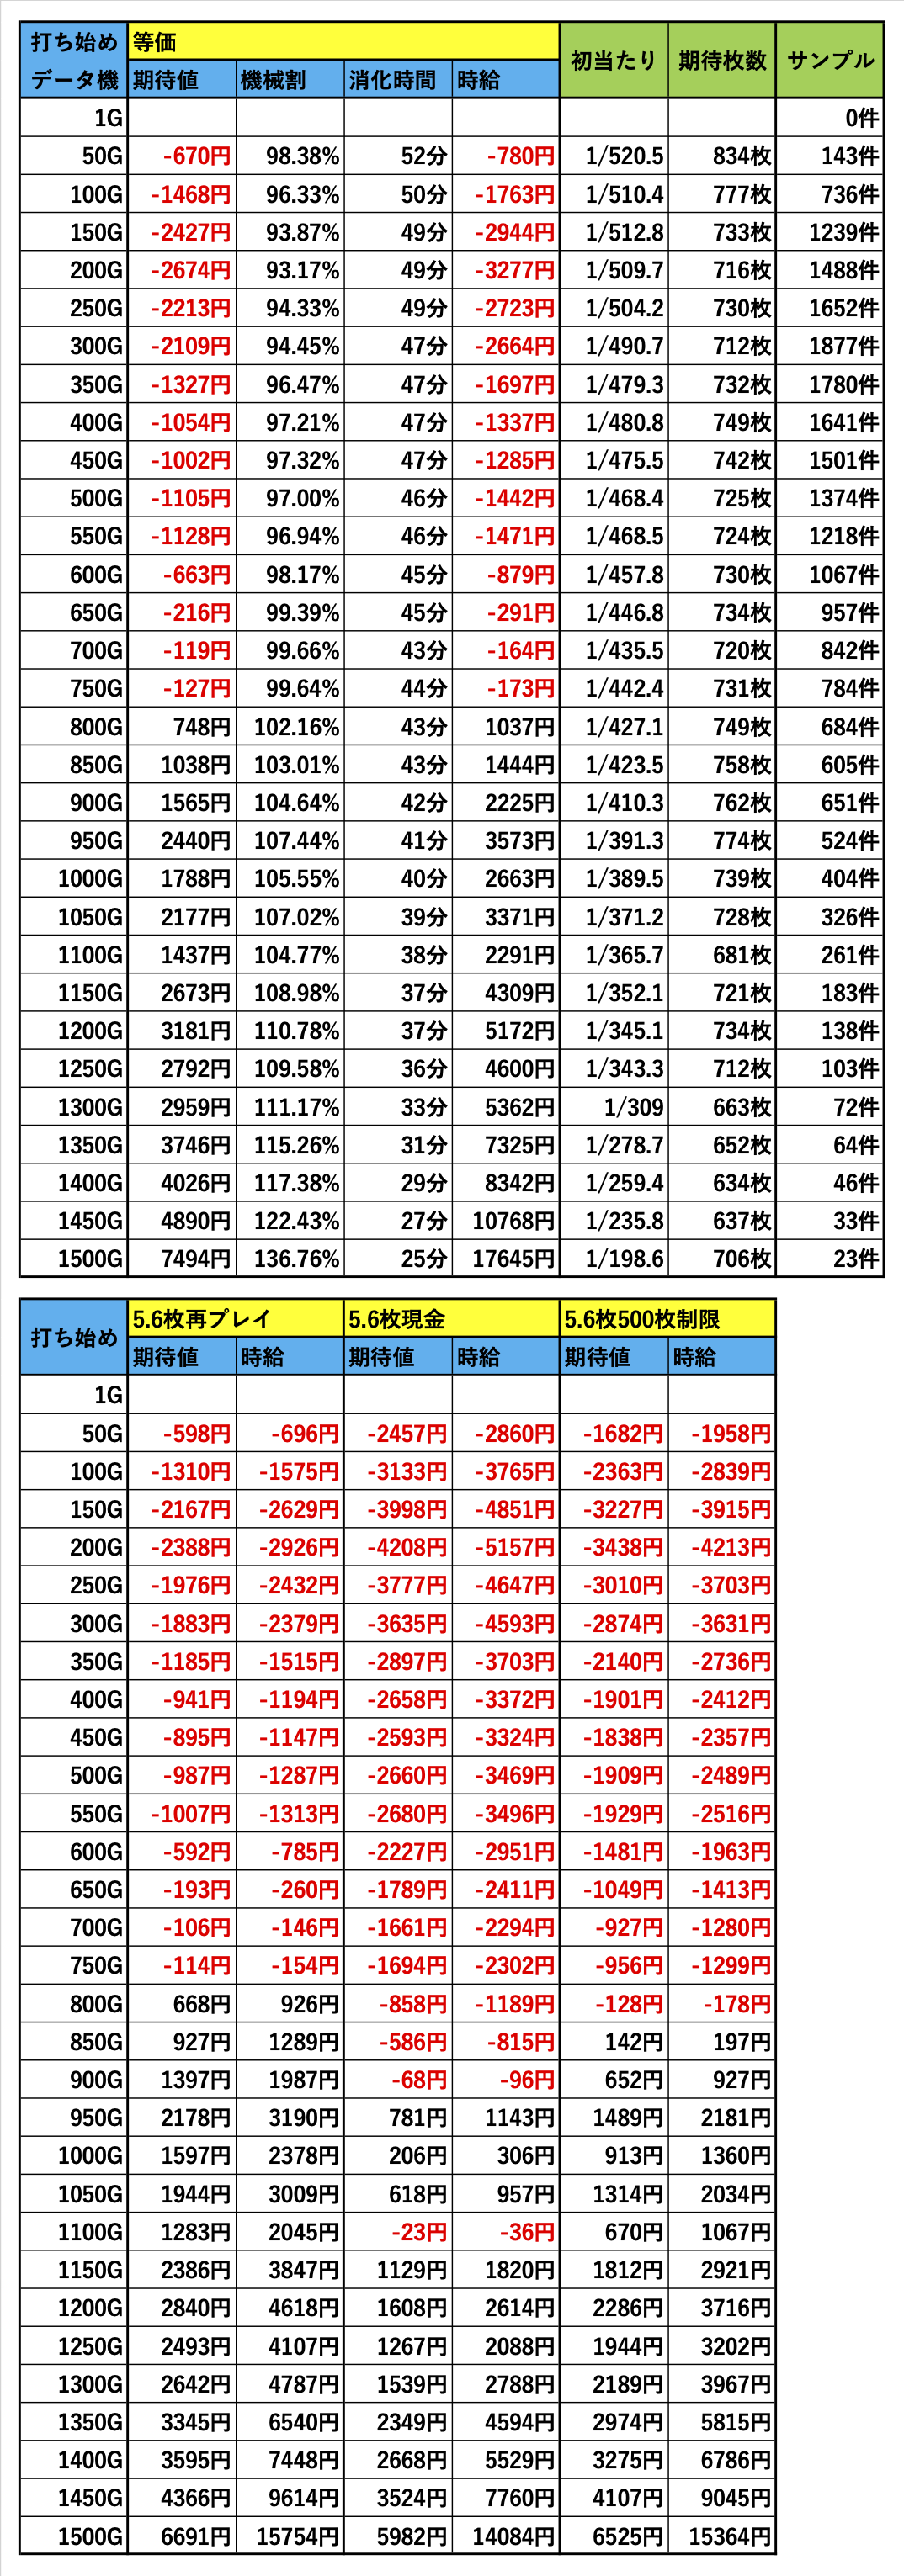 打ち始め 等価 初当たり 期待枚数 サンプル
データ機 期待値 機械割 消化時間 時給
1G 0件
50G -670円 98.38% 52分 -780円 1/520.5 834枚 143件
100G -1468円 96.33% 50分 -1763円 1/510.4 777枚 736件
150G -2427円 93.87% 49分 -2944円 1/512.8 733枚 1239件
200G -2674円 93.17% 49分 -3277円 1/509.7 716枚 1488件
250G -2213円 94.33% 49分 -2723円 1/504.2 730枚 1652件
300G -2109円 94.45% 47分 -2664円 1/490.7 712枚 1877件
350G -1327円 96.47% 47分 -1697円 1/479.3 732枚 1780件
400G -1054円 97.21% 47分 -1337円 1/480.8 749枚 1641件
450G -1002円 97.32% 47分 -1285円 1/475.5 742枚 1501件
500G -1105円 97.00% 46分 -1442円 1/468.4 725枚 1374件
550G -1128円 96.94% 46分 -1471円 1/468.5 724枚 1218件
600G -663円 98.17% 45分 -879円 1/457.8 730枚 1067件
650G -216円 99.39% 45分 -291円 1/446.8 734枚 957件
700G -119円 99.66% 43分 -164円 1/435.5 720枚 842件
750G -127円 99.64% 44分 -173円 1/442.4 731枚 784件
800G 748円 102.16% 43分 1037円 1/427.1 749枚 684件
850G 1038円 103.01% 43分 1444円 1/423.5 758枚 605件
900G 1565円 104.64% 42分 2225円 1/410.3 762枚 651件
950G 2440円 107.44% 41分 3573円 1/391.3 774枚 524件
1000G 1788円 105.55% 40分 2663円 1/389.5 739枚 404件
1050G 2177円 107.02% 39分 3371円 1/371.2 728枚 326件
1100G 1437円 104.77% 38分 2291円 1/365.7 681枚 261件
1150G 2673円 108.98% 37分 4309円 1/352.1 721枚 183件
1200G 3181円 110.78% 37分 5172円 1/345.1 734枚 138件
1250G 2792円 109.58% 36分 4600円 1/343.3 712枚 103件
1300G 2959円 111.17% 33分 5362円 1/309 663枚 72件
1350G 3746円 115.26% 31分 7325円 1/278.7 652枚 64件
1400G 4026円 117.38% 29分 8342円 1/259.4 634枚 46件
1450G 4890円 122.43% 27分 10768円 1/235.8 637枚 33件
1500G 7494円 136.76% 25分 17645円 1/198.6 706枚 23件
打ち始め 5.6枚再プレイ 5.6枚現金 5.6枚500枚制限
期待値 時給 期待値 時給 期待値 時給
1G
50G -598円 -696円 -2457円 -2860円 -1682円 -1958円
100G -1310円 -1575円 -3133円 -3765円 -2363円 -2839円
150G -2167円 -2629円 -3998円 -4851円 -3227円 -3915円
200G -2388円 -2926円 -4208円 -5157円 -3438円 -4213円
250G -1976円 -2432円 -3777円 -4647円 -3010円 -3703円
300G -1883円 -2379円 -3635円 -4593円 -2874円 -3631円
350G -1185円 -1515円 -2897円 -3703円 -2140円 -2736円
400G -941円 -1194円 -2658円 -3372円 -1901円 -2412円
450G -895円 -1147円 -2593円 -3324円 -1838円 -2357円
500G -987円 -1287円 -2660円 -3469円 -1909円 -2489円
550G -1007円 -1313円 -2680円 -3496円 -1929円 -2516円
600G -592円 -785円 -2227円 -2951円 -1481円 -1963円
650G -193円 -260円 -1789円 -2411円 -1049円 -1413円
700G -106円 -146円 -1661円 -2294円 -927円 -1280円
750G -114円 -154円 -1694円 -2302円 -956円 -1299円
800G 668円 926円 -858円 -1189円 -128円 -178円
850G 927円 1289円 -586円 -815円 142円 197円
900G 1397円 1987円 -68円 -96円 652円 927円
950G 2178円 3190円 781円 1143円 1489円 2181円
1000G 1597円 2378円 206円 306円 913円 1360円
1050G 1944円 3009円 618円 957円 1314円 2034円
1100G 1283円 2045円 -23円 -36円 670円 1067円
1150G 2386円 3847円 1129円 1820円 1812円 2921円
1200G 2840円 4618円 1608円 2614円 2286円 3716円
1250G 2493円 4107円 1267円 2088円 1944円 3202円
1300G 2642円 4787円 1539円 2788円 2189円 3967円
1350G 3345円 6540円 2349円 4594円 2974円 5815円
1400G 3595円 7448円 2668円 5529円 3275円 6786円
1450G 4366円 9614円 3524円 7760円 4107円 9045円
1500G 6691円 15754円 5982円 14084円 6525円 15364円